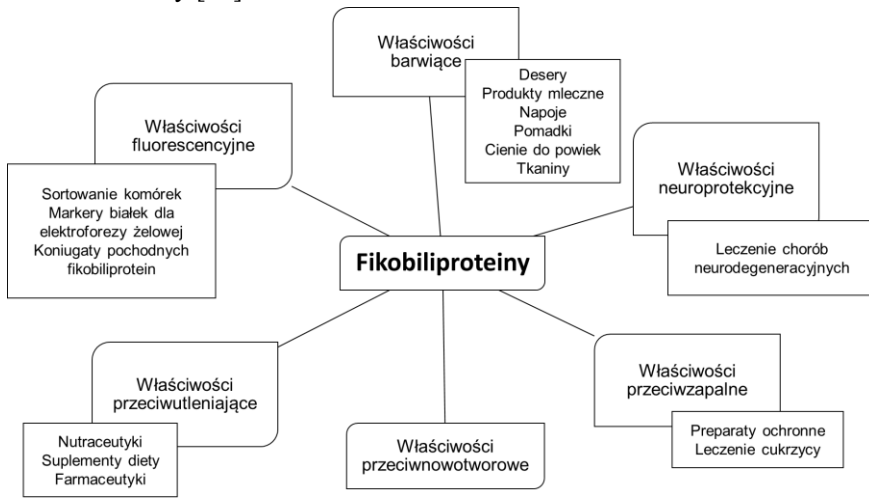 Właściwości
barwiące
Desery
Produkty mleczne
Napoje
Pomadki
Cienie do powiek
Tkaniny
Właściwości
fluorescencyjne
Sortowanie komórek
Markery białek dla
elektroforezy żelowej
Koniugaty pochodnych
fikobiliprotein
Właściwości
neuroprotekcyjne
Leczenie chorób
neurodegeneracyjnych
Fikobiliproteiny
Właściwości
przeciwutleniające
Nutraceutyki
Suplementy diety
Farmaceutyki
Właściwości
przeciwnowotworowe
Właściwości
przeciwzapalne
Preparaty ochronne
Leczenie cukrzycy